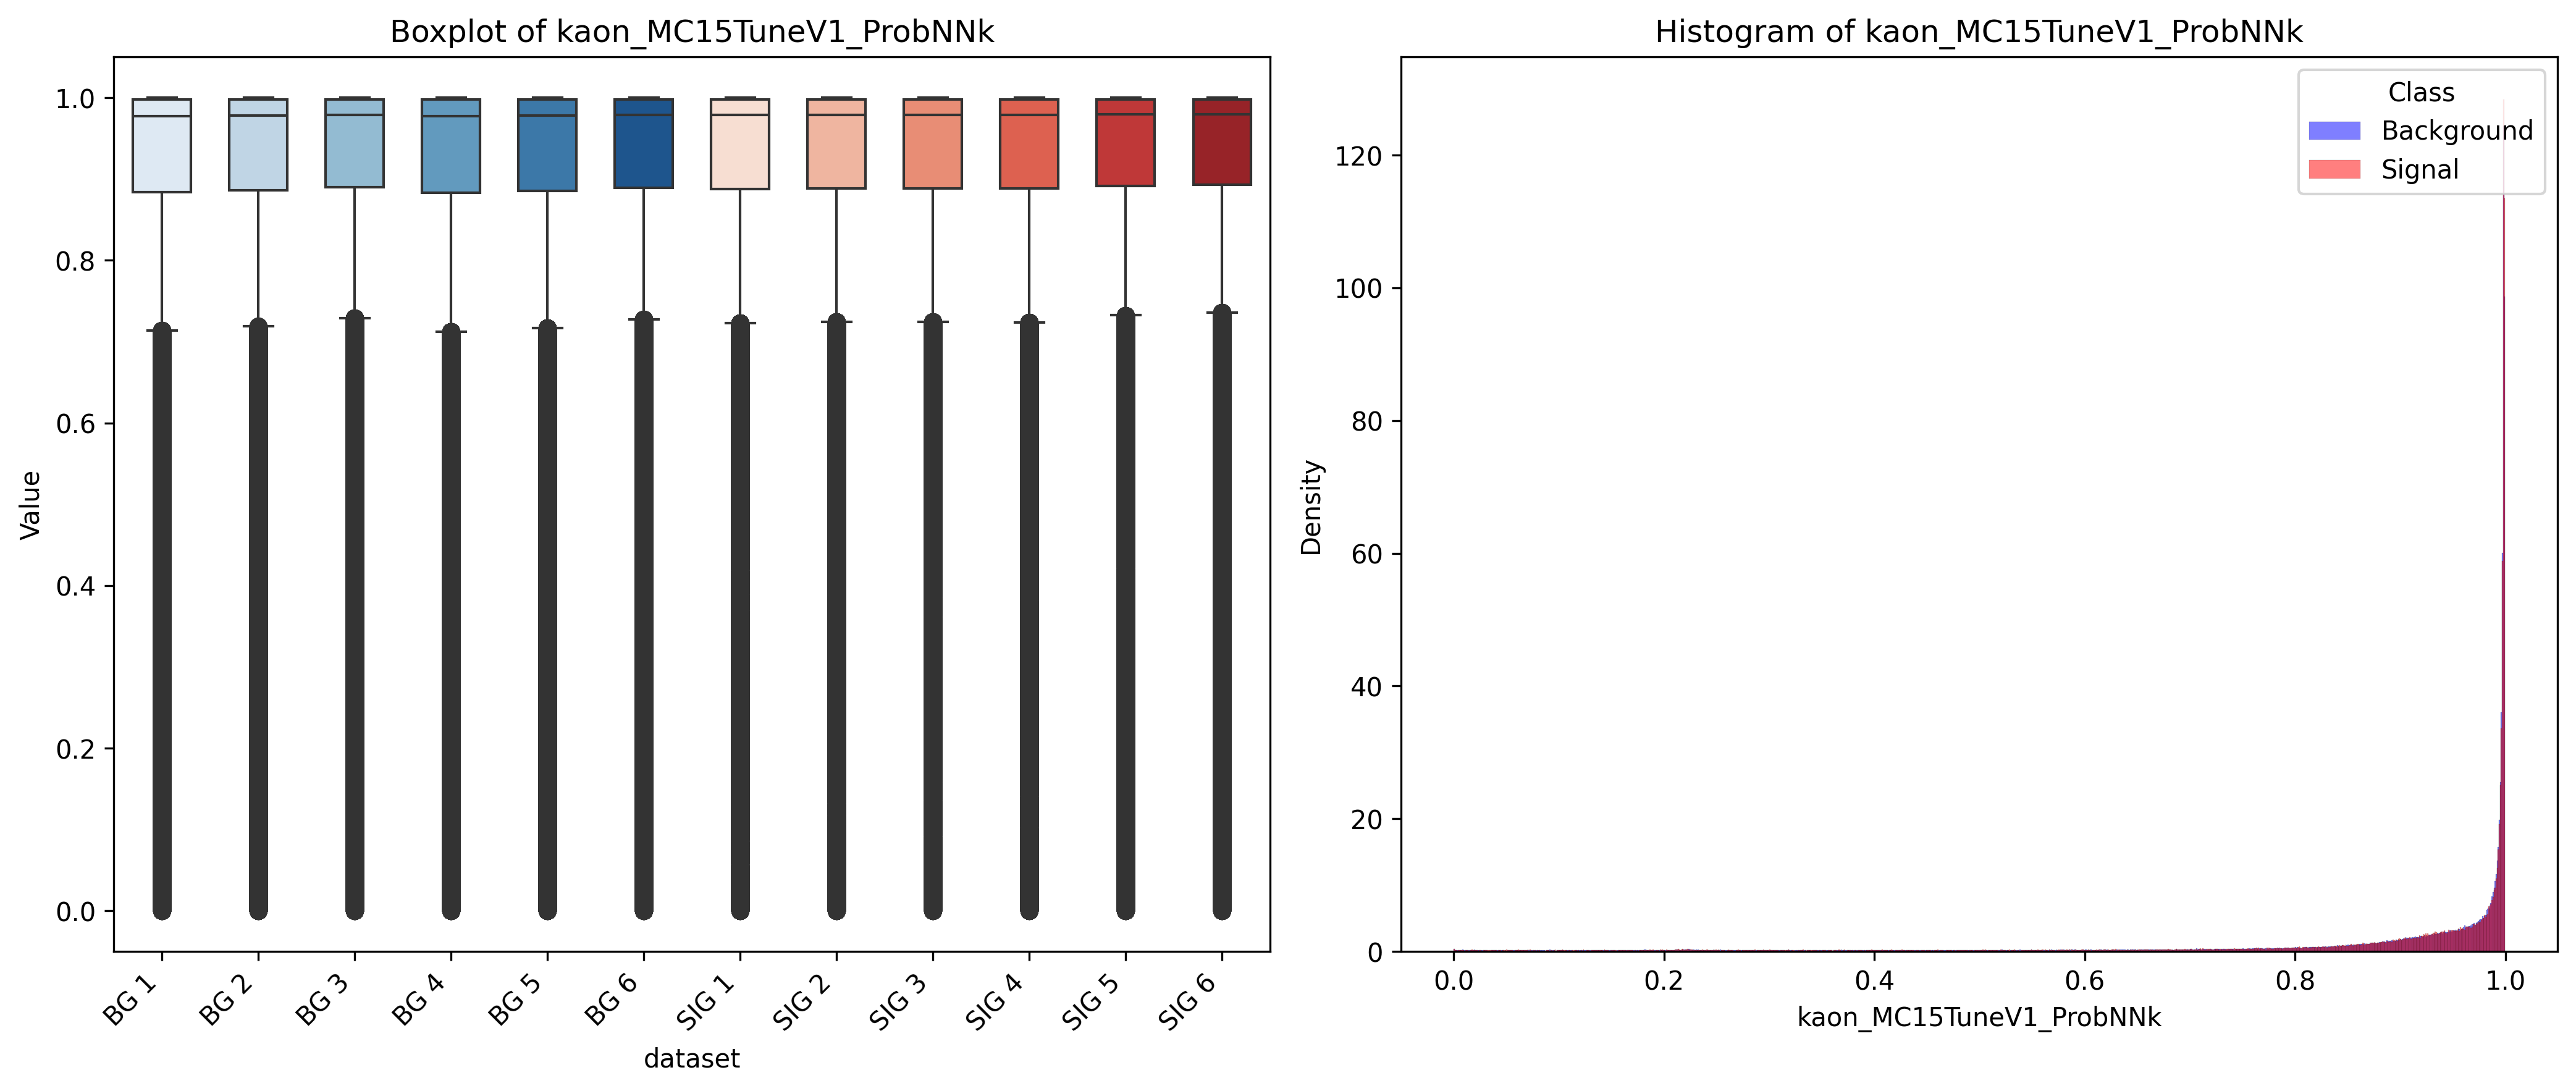 Boxplot of kaon_MC15TuneV1_ProbNNk
Value
1.0
0.8
0.6
0.4
0.2
0.0
BG 1
BG 2
BG 3
BG 4
BG 5
BG 6
SIG 1
SIG 2
SIG 3
SIG 4
SIG 5
SIG 6
dataset
Histogram of kaon_MC15TuneV1_ProbNNk
Class
Background
Signal
Density
120
100
80
60
40
20
0
0.0
0.2
0.4
0.6
0.8
1.0
kaon_MC15TuneV1_ProbNNk